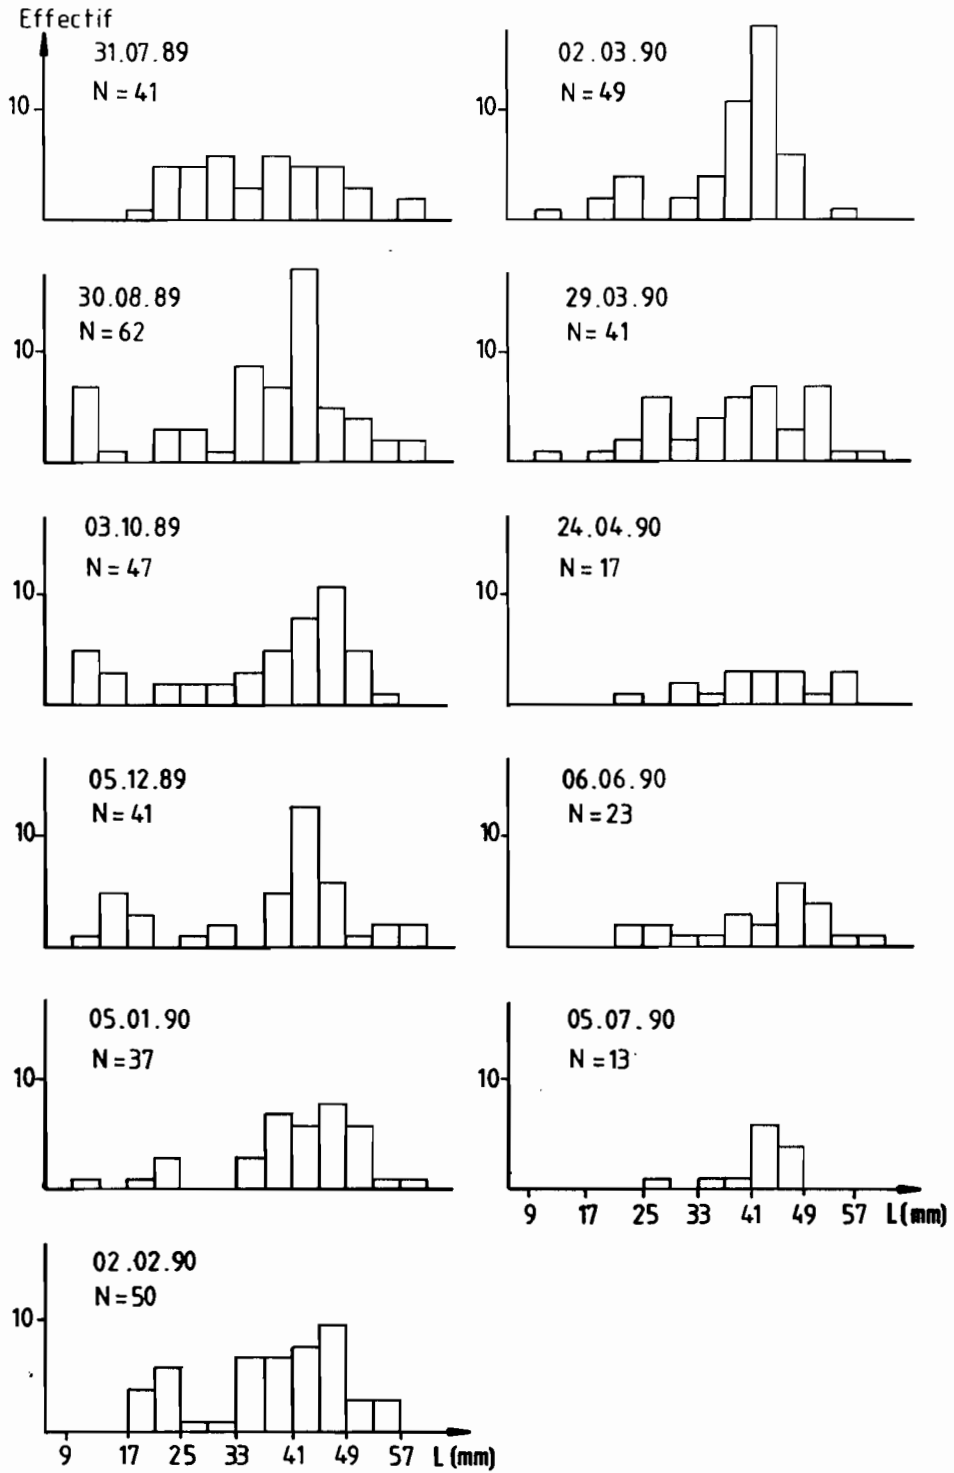 Effectif
31.07.89
N = 41
10
30.08.89
N = 62
10
03.10.89
N = 47
10
05.12.89
N = 41
10
05.01.90
N = 37
10
02.02.90
N = 50
10
9 17 25 33 41 49 57 L (mm)
02.03.90
N = 49
10
29.03.90
N = 41
10
24.04.90
N = 17
10
06.06.90
N = 23
10
05.07.90
N = 13
10
9 17 25 33 41 49 57 L (mm)